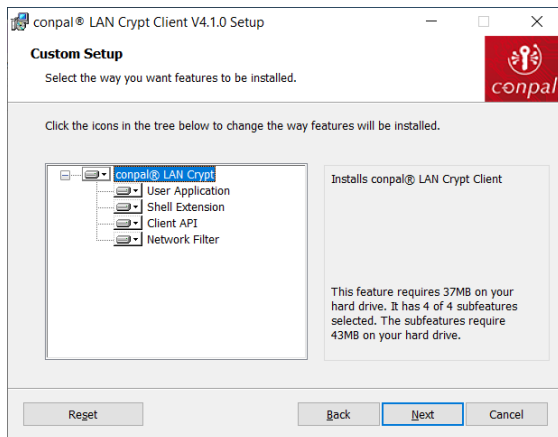 conpal® LAN Crypt Client V4.1.0 Setup
Custom Setup
Select the way you want features to be installed.
conpal
Click the icons in the tree below to change the way features will be installed.
conpal® LAN Crypt
User Application
Shell Extension
Client API
Network Filter
Installs conpal® LAN Crypt Client
This feature requires 37MB on your
hard drive. It has 4 of 4 subfeatures
selected. The subfeatures require
43MB on your hard drive.
Reset
Back
Next
Cancel